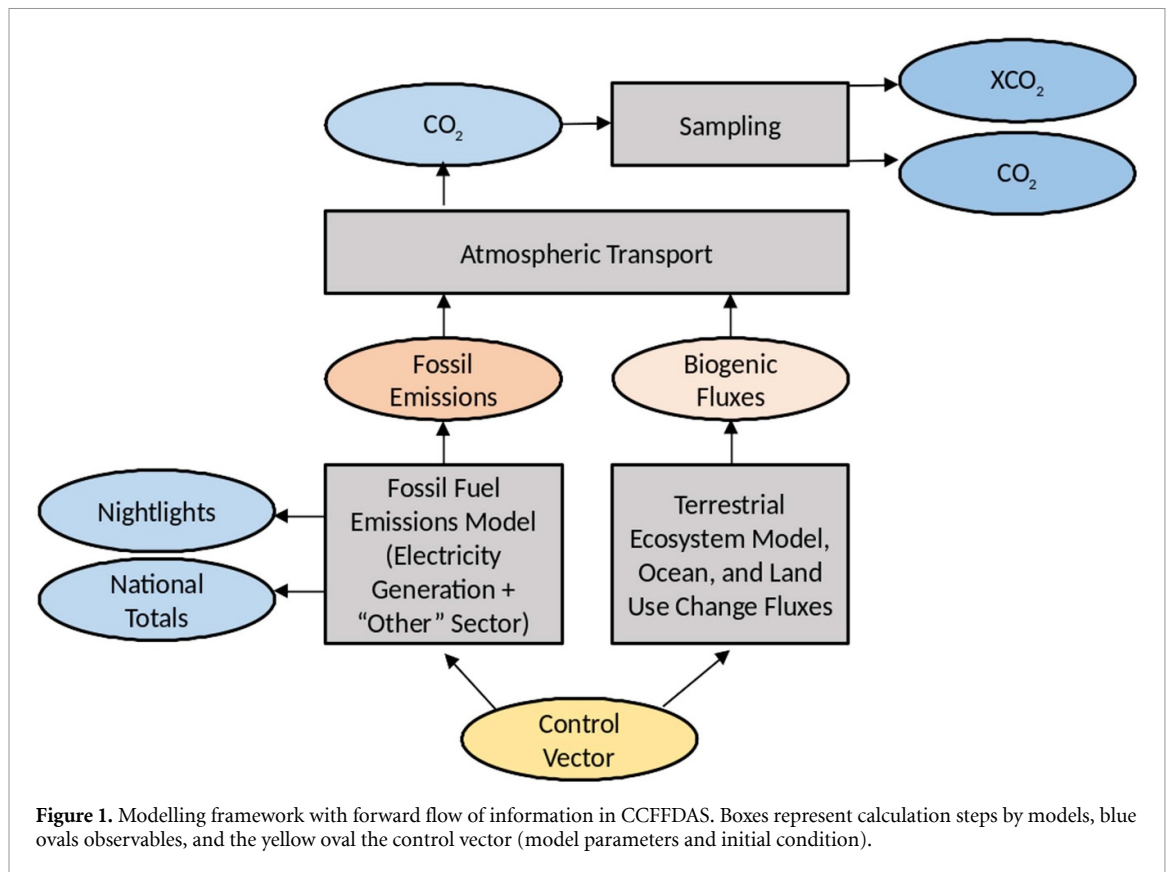 XCO₂
CO₂
Sampling
CO₂
Atmospheric Transport
Fossil
Emissions
Biogenic
Fluxes
Nightlights
National
Totals
Fossil Fuel
Emissions Model
(Electricity
Generation +
“Other” Sector)
Terrestrial
Ecosystem Model,
Ocean, and Land
Use Change Fluxes
Control
Vector
Figure 1. Modelling framework with forward flow of information in CCFFDAS. Boxes represent calculation steps by models, blue
ovals observables, and the yellow oval the control vector (model parameters and initial condition).